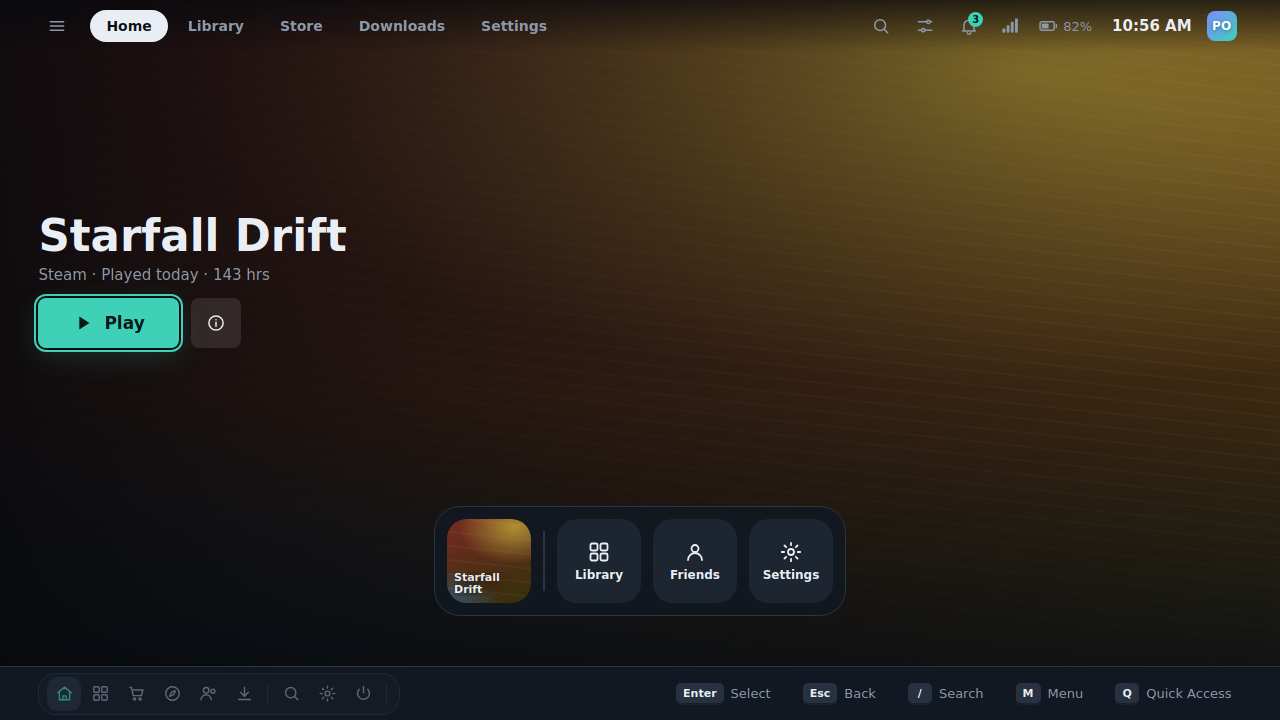 Home Library Store Downloads Settings 3 82% 10:56 AM PO
Starfall Drift
Steam · Played today · 143 hrs
Play
Starfall
Drift
Library Friends Settings
Enter Select Esc Back / Search M Menu Q Quick Access